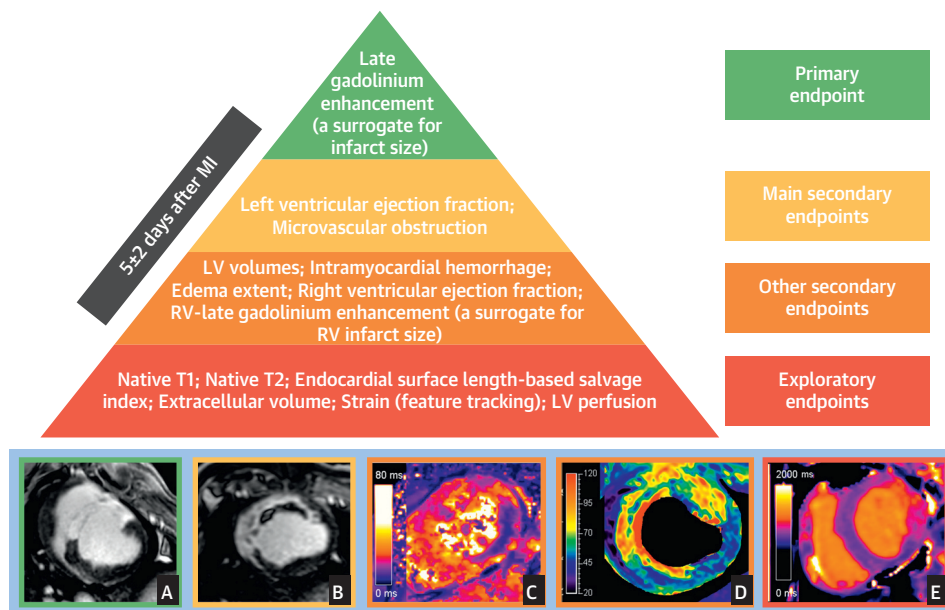 Late
gadolinium
enhancement
(a surrogate for
infarct size)
Primary
endpoint
5±2 days after MI
Left ventricular ejection fraction;
Microvascular obstruction
Main secondary
endpoints
LV volumes; Intramyocardial hemorrhage;
Edema extent; Right ventricular ejection fraction;
RV-late gadolinium enhancement (a surrogate for
RV infarct size)
Other secondary
endpoints
Native T1; Native T2; Endocardial surface length-based salvage
index; Extracellular volume; Strain (feature tracking); LV perfusion
Exploratory
endpoints
A
B
80 ms
0 ms
C
120
95
70
45
20
D
2000 ms
0 ms
E